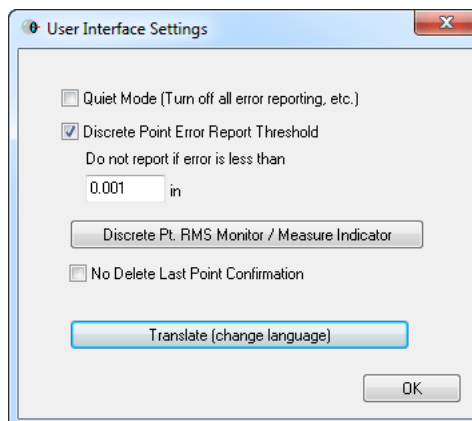 User Interface Settings
Quiet Mode (Turn off all error reporting, etc.)
Discrete Point Error Report Threshold
Do not report if error is less than
0.001 in
Discrete Pt. RMS Monitor / Measure Indicator
No Delete Last Point Confirmation
Translate (change language)
OK